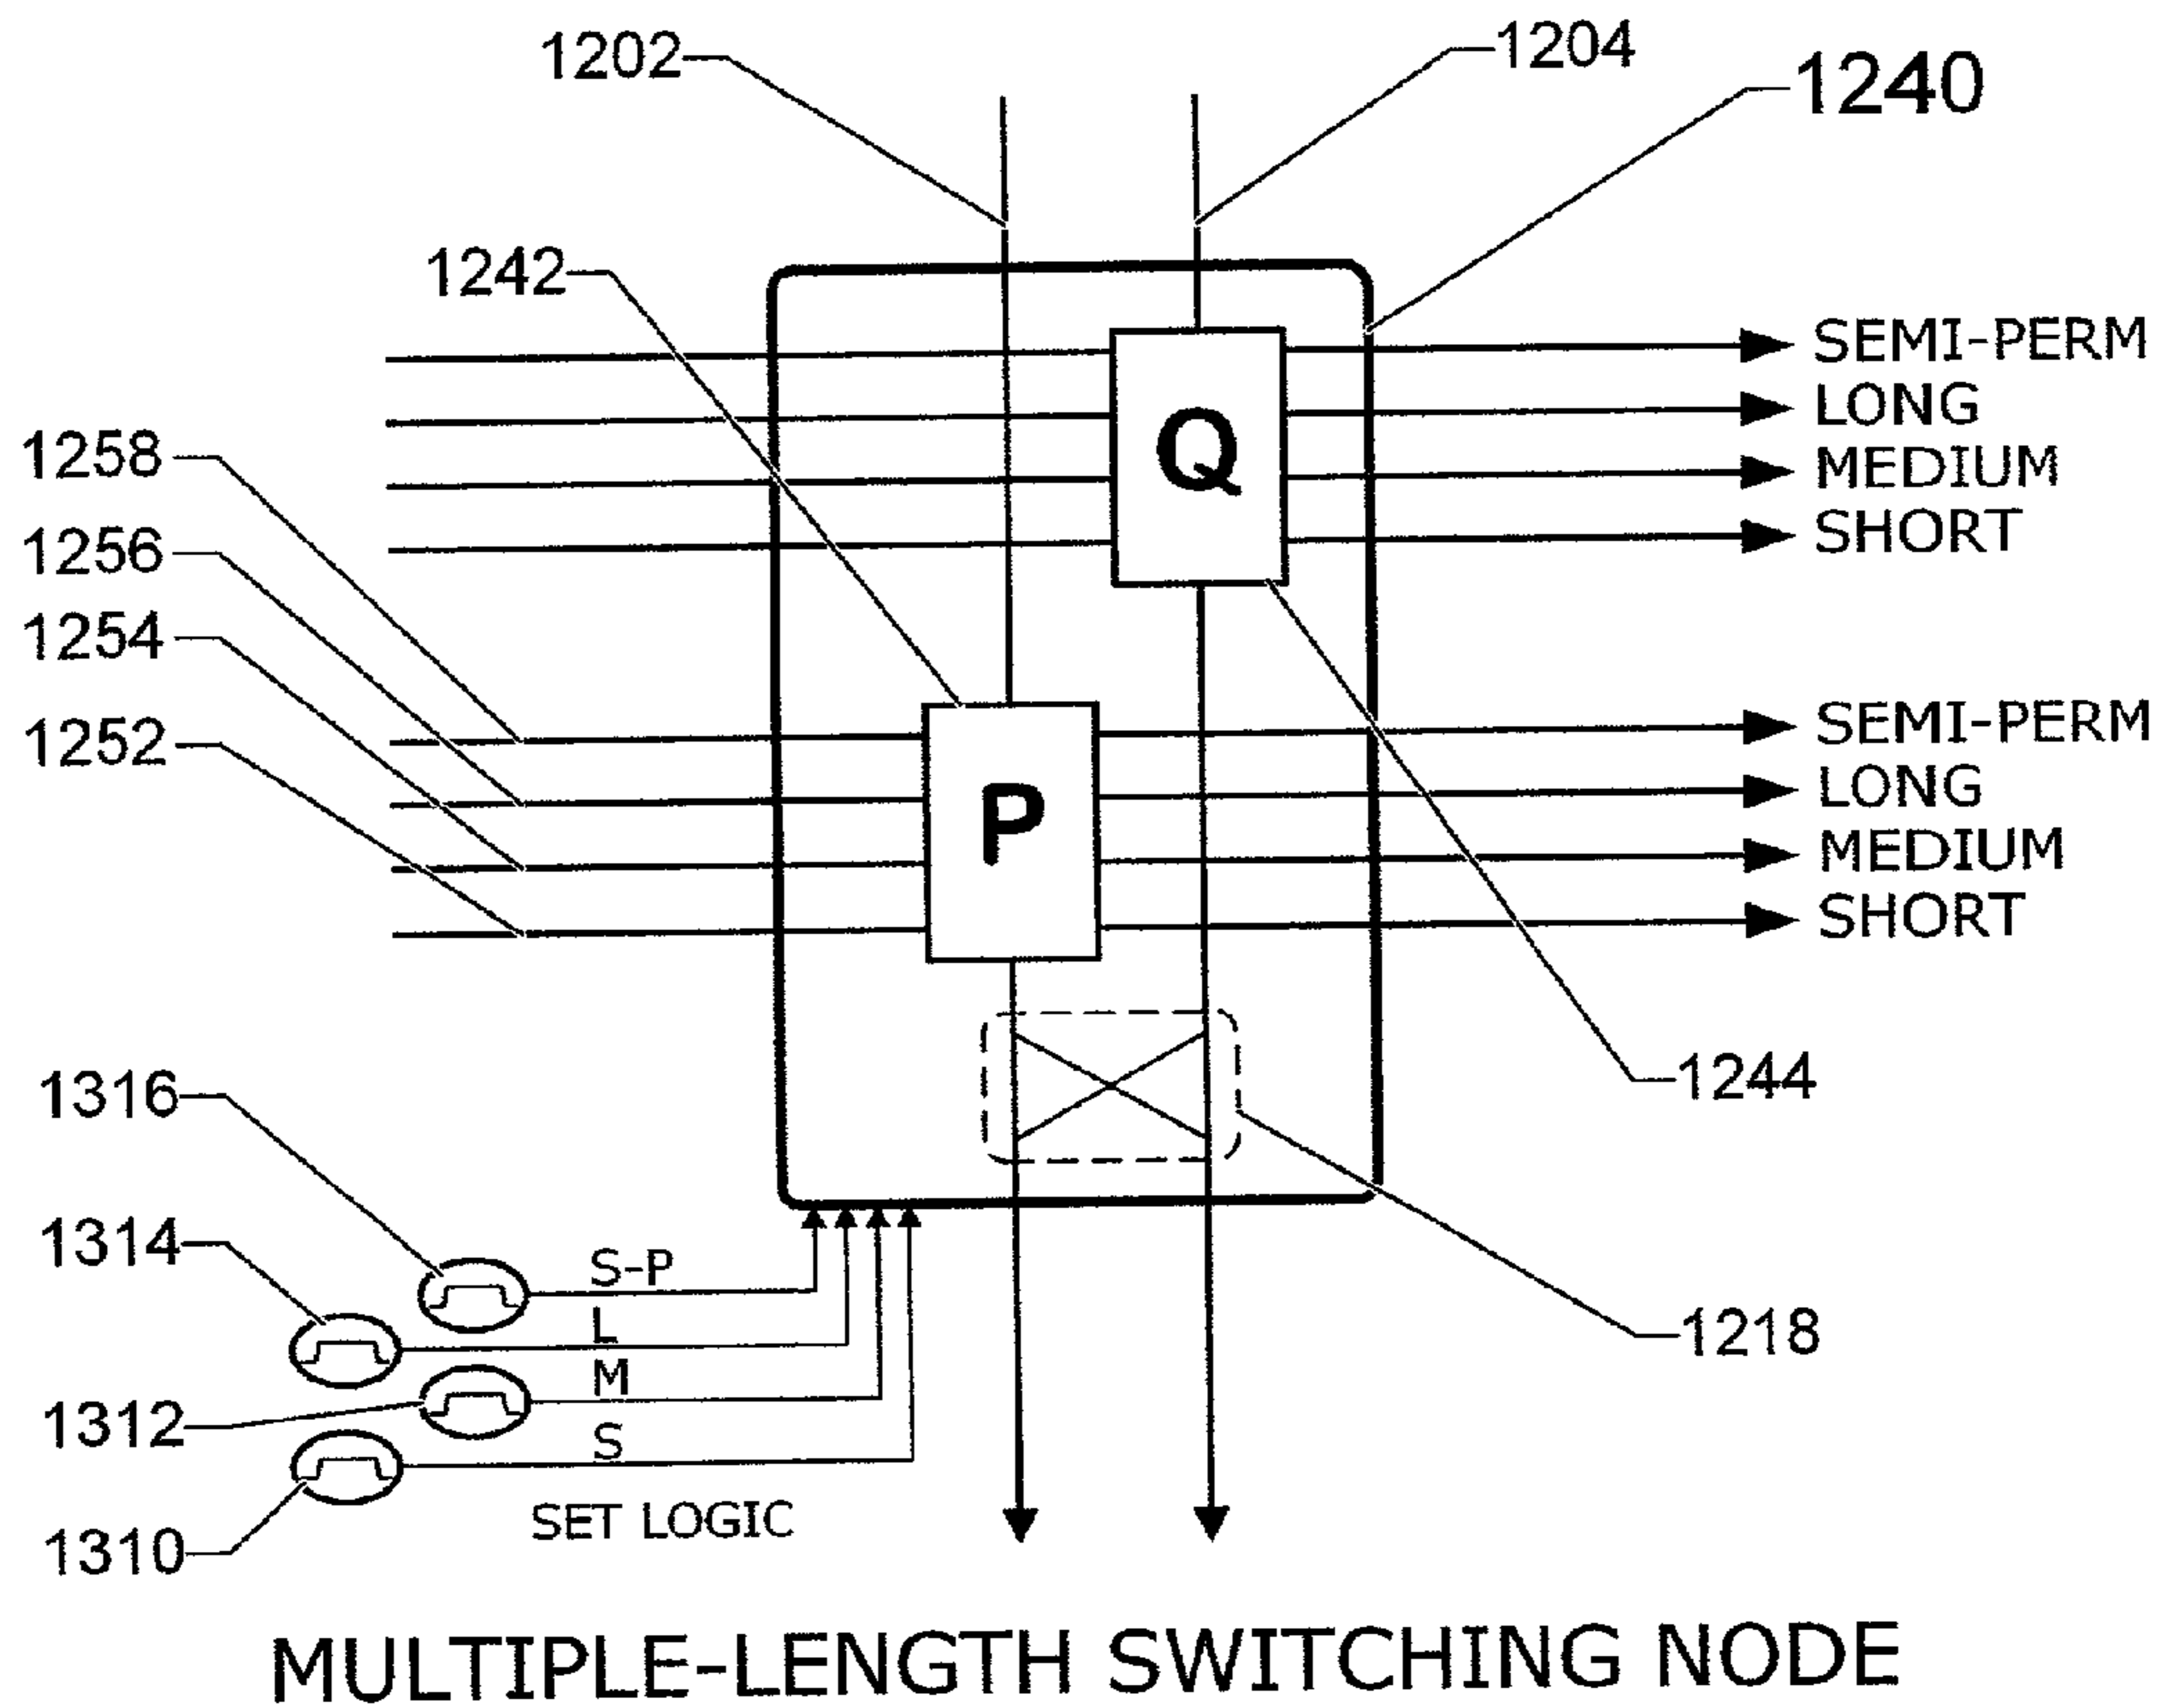 1202
1204
1240
1242
SEMI-PERM
LONG
Q
1258
MEDIUM
1256
SHORT
1254
SEMI-PERM
1252
LONG
P
MEDIUM
SHORT
1316
1244
1314
S-P
L
1218
M
1312
S
SET LOGIC
1310
MULTIPLE-LENGTH SWITCHING NODE